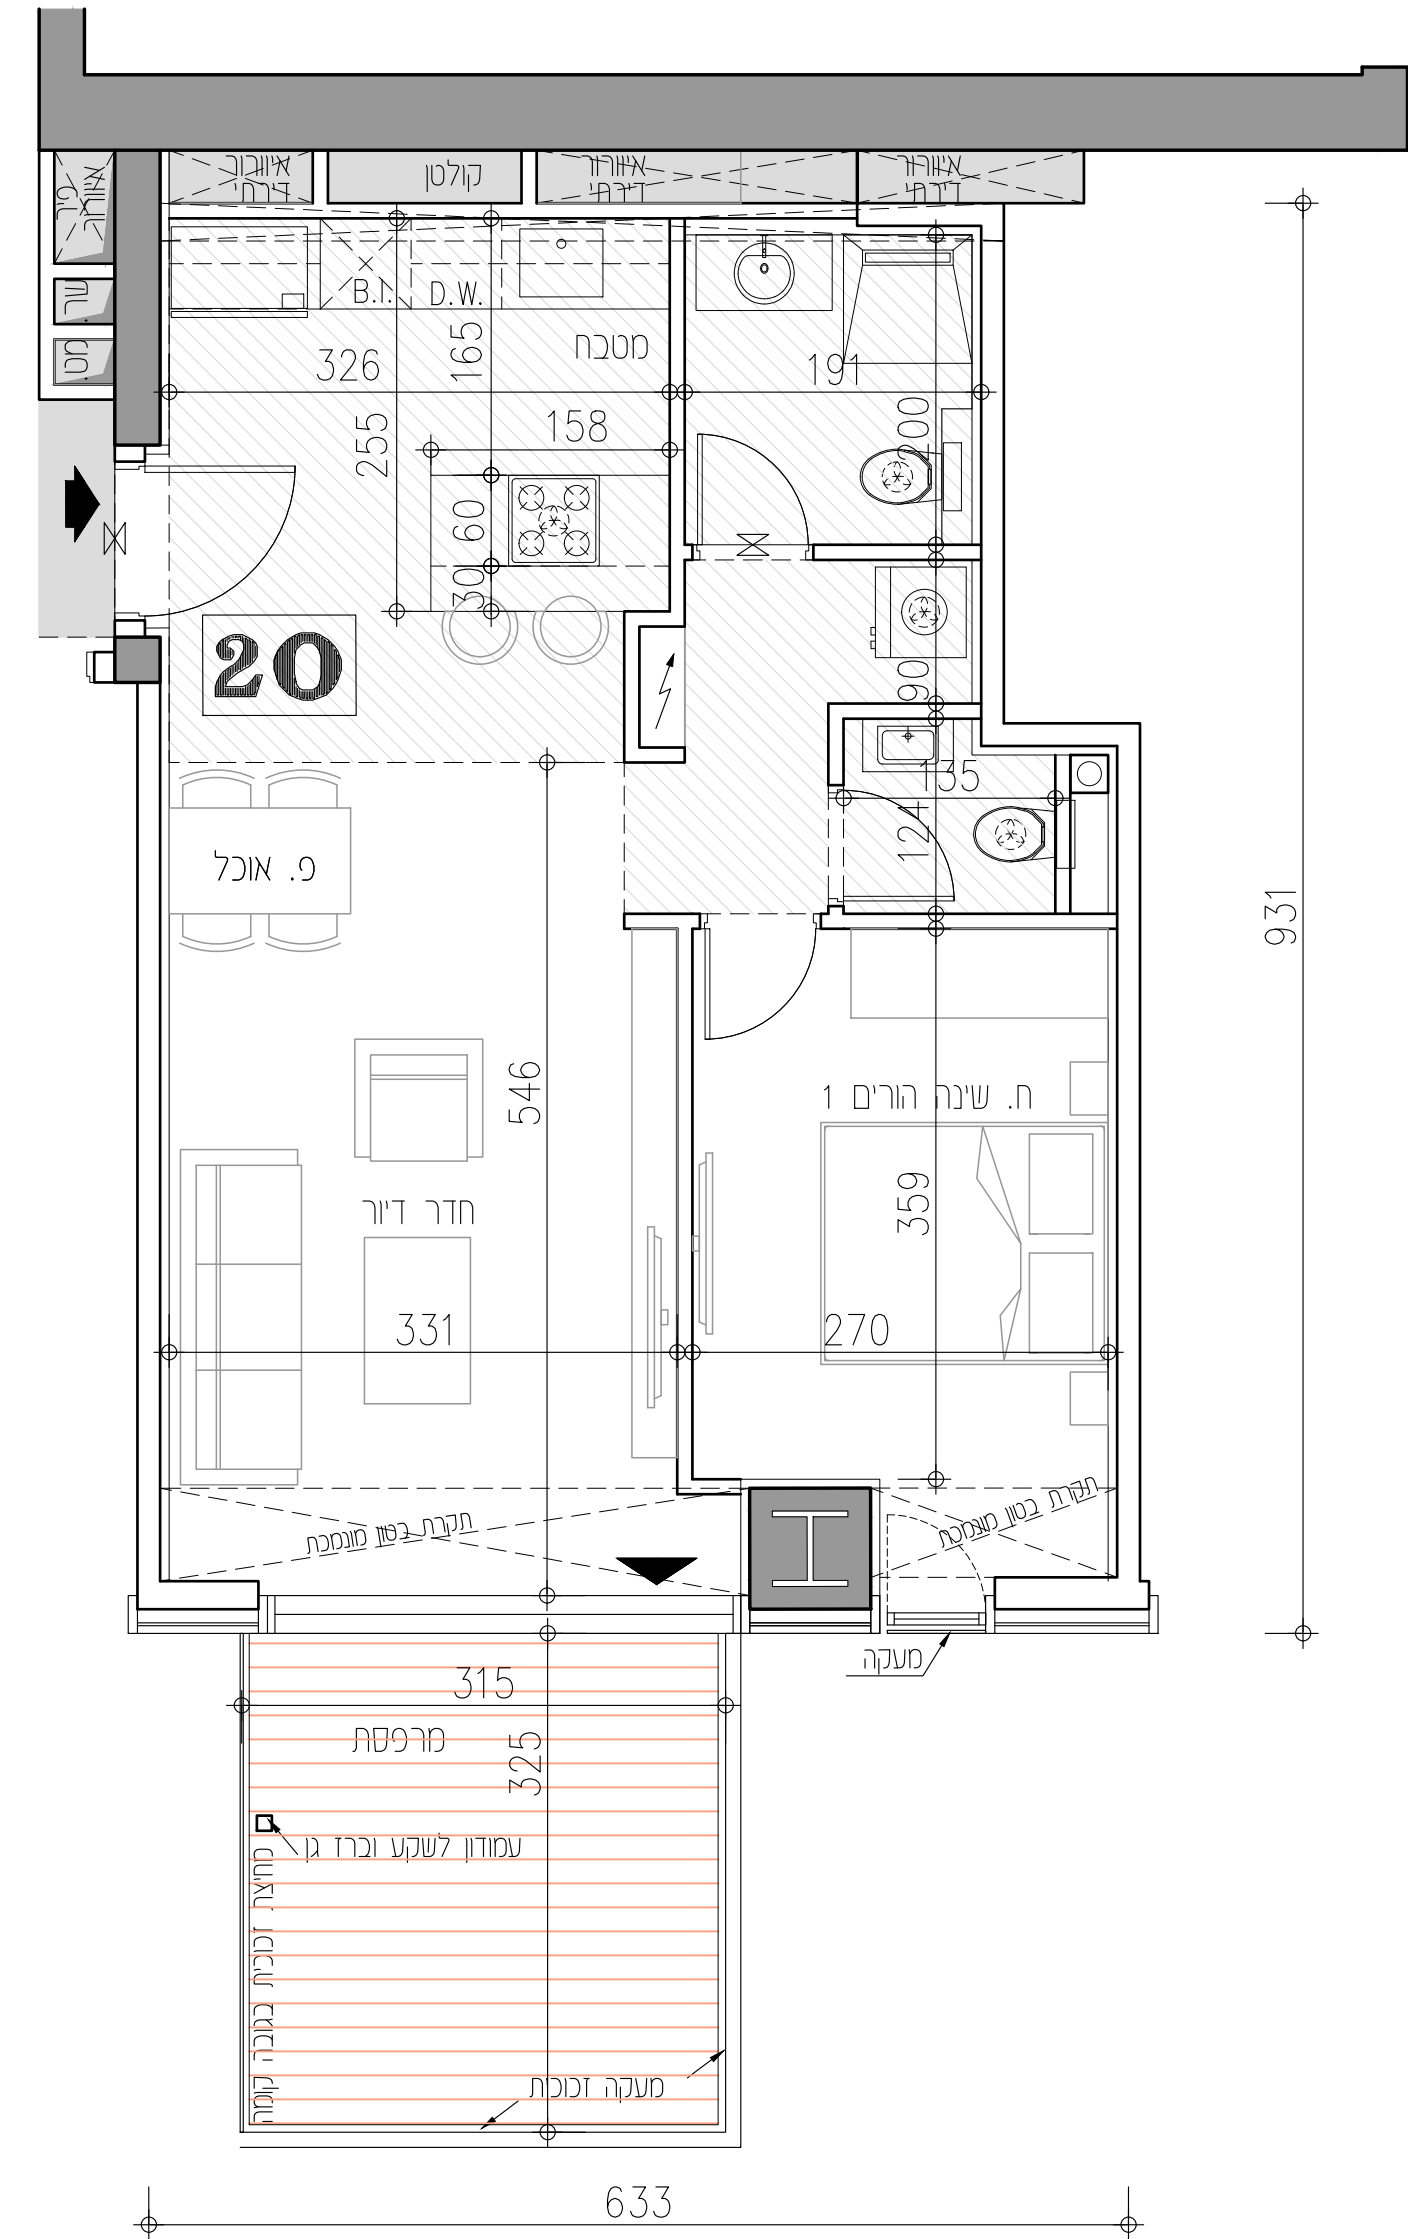 איוורור
דירתי
קולטן
איוורור
דירתי
איוורור
דירתי
פיר
איוורור
שר.
מט.
B.I.
D.W.
מטבח
326
165
191
255
158
200
60
30
20
90
135
124
פ. אוכל
931
546
ח. שינה הורים 1
359
חדר דיור
331
270
תקרת בטון מונמכת
תקרת בטון מונמכת
מעקה
315
מרפסת
325
עמודון לשקע וברז גן
מחיצת זכוכית בגובה קומה
מעקה זכוכית
633